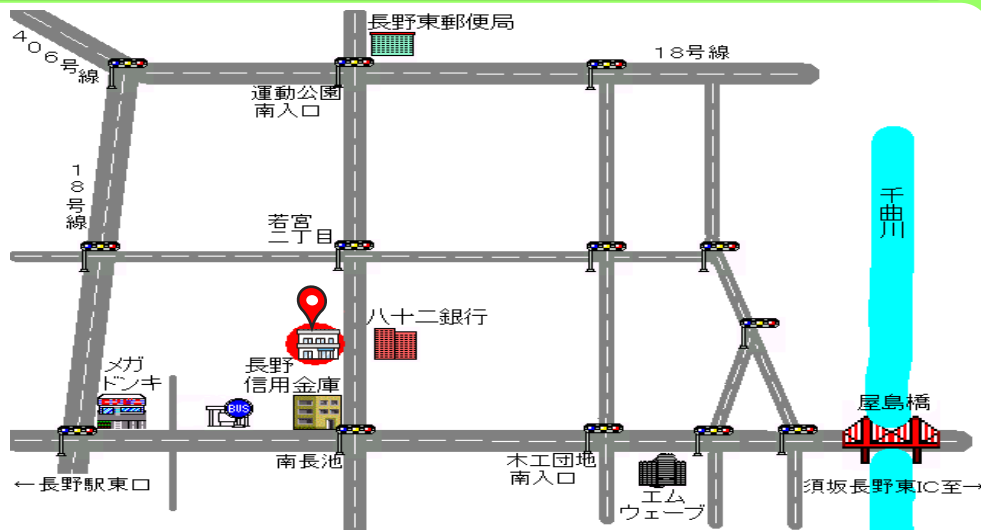 長野東郵便局
406号線
18号線
運動公園
南入口
18号線
千曲川
若宮
二丁目
八十二銀行
メガ
ドンキ
長野
信用金庫
BUS
屋島橋
南長池
木工団地
南入口
エム
ウェーブ
←長野駅東口
須坂長野東IC至→